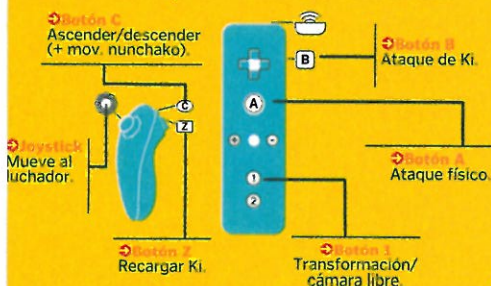 Botón C
Ascender/descender
(+ mov. nunchako).
Botón B
Ataque de Ki.
B
C
Z
A
Joystick
Mueve al
luchador.
Botón A
Ataque físico.
1
2
Botón Z
Recargar Ki.
Botón 1
Transformación/
cámara libre.